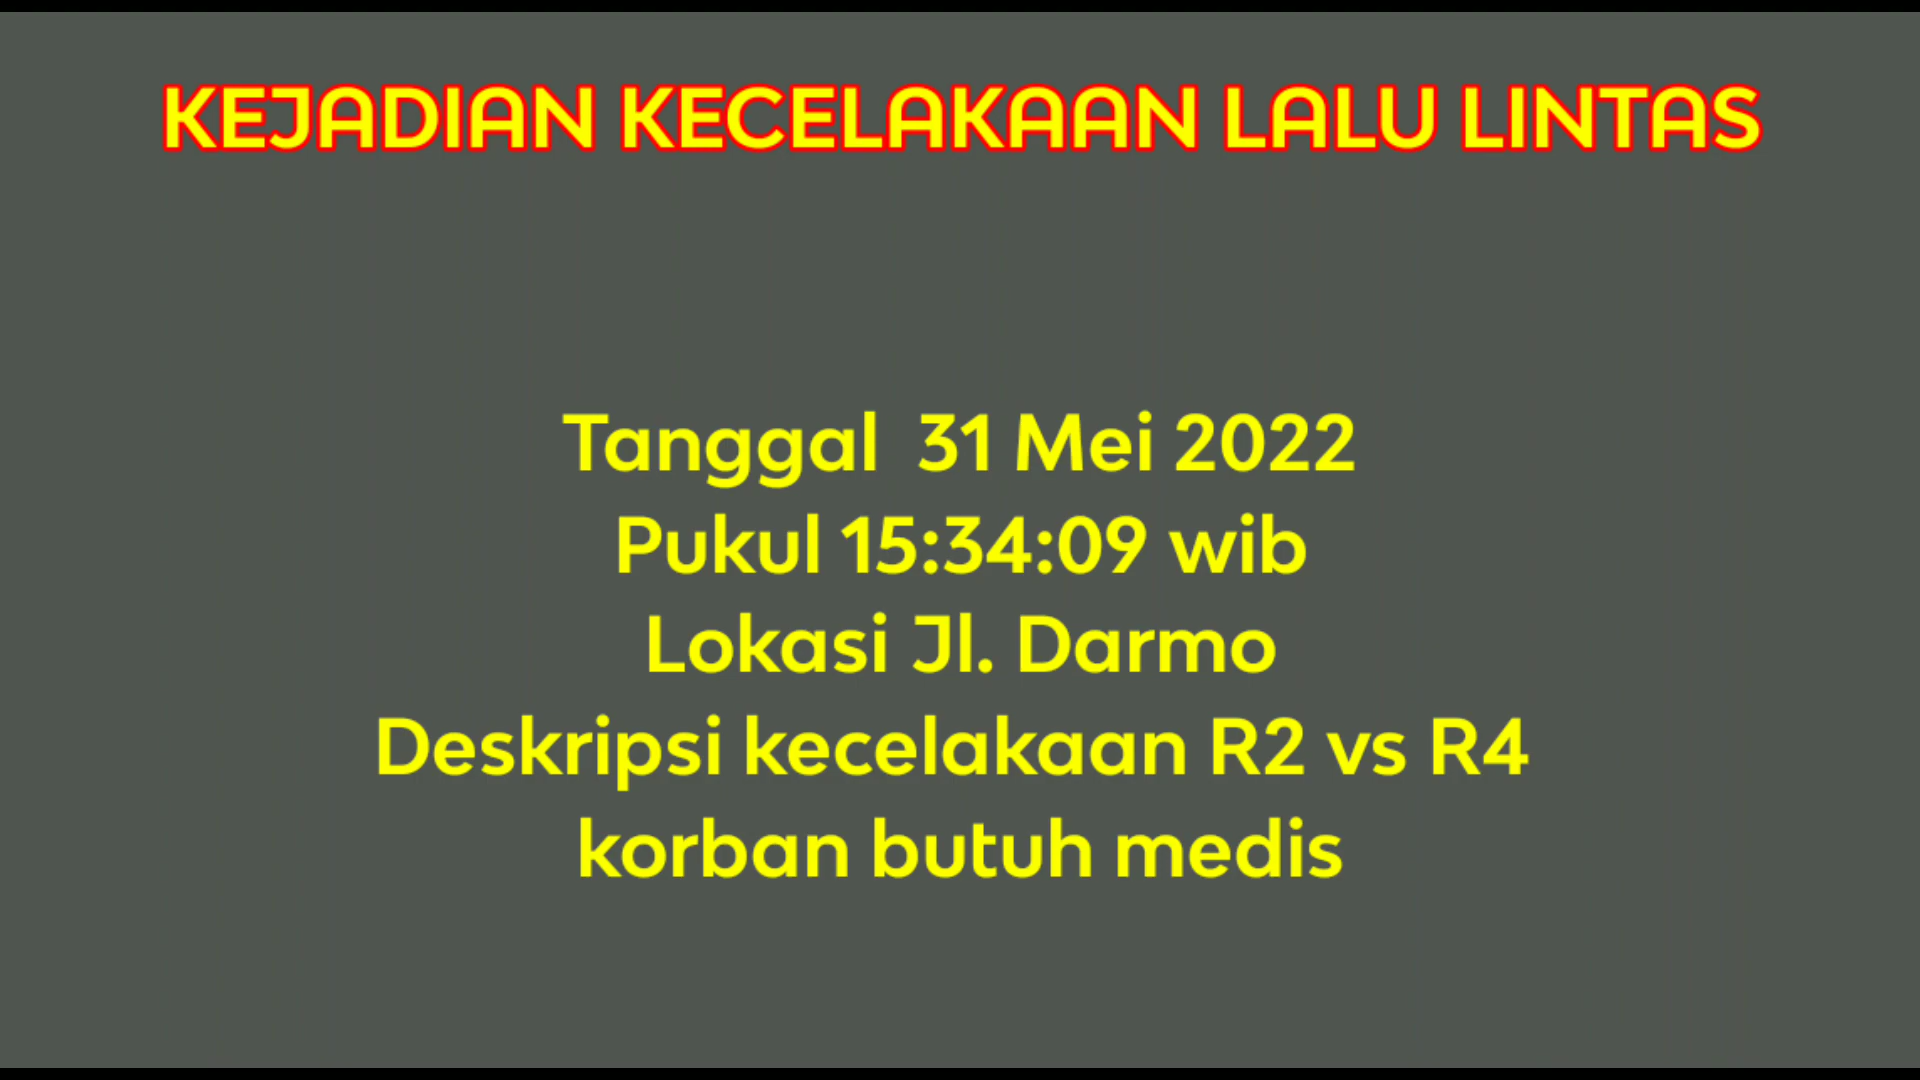 KEJADIAN KECELAKAAN LALU LINTAS
Tanggal  31 Mei 2022
Pukul 15:34:09 wib
Lokasi Jl. Darmo
Deskripsi kecelakaan R2 vs R4
korban butuh medis